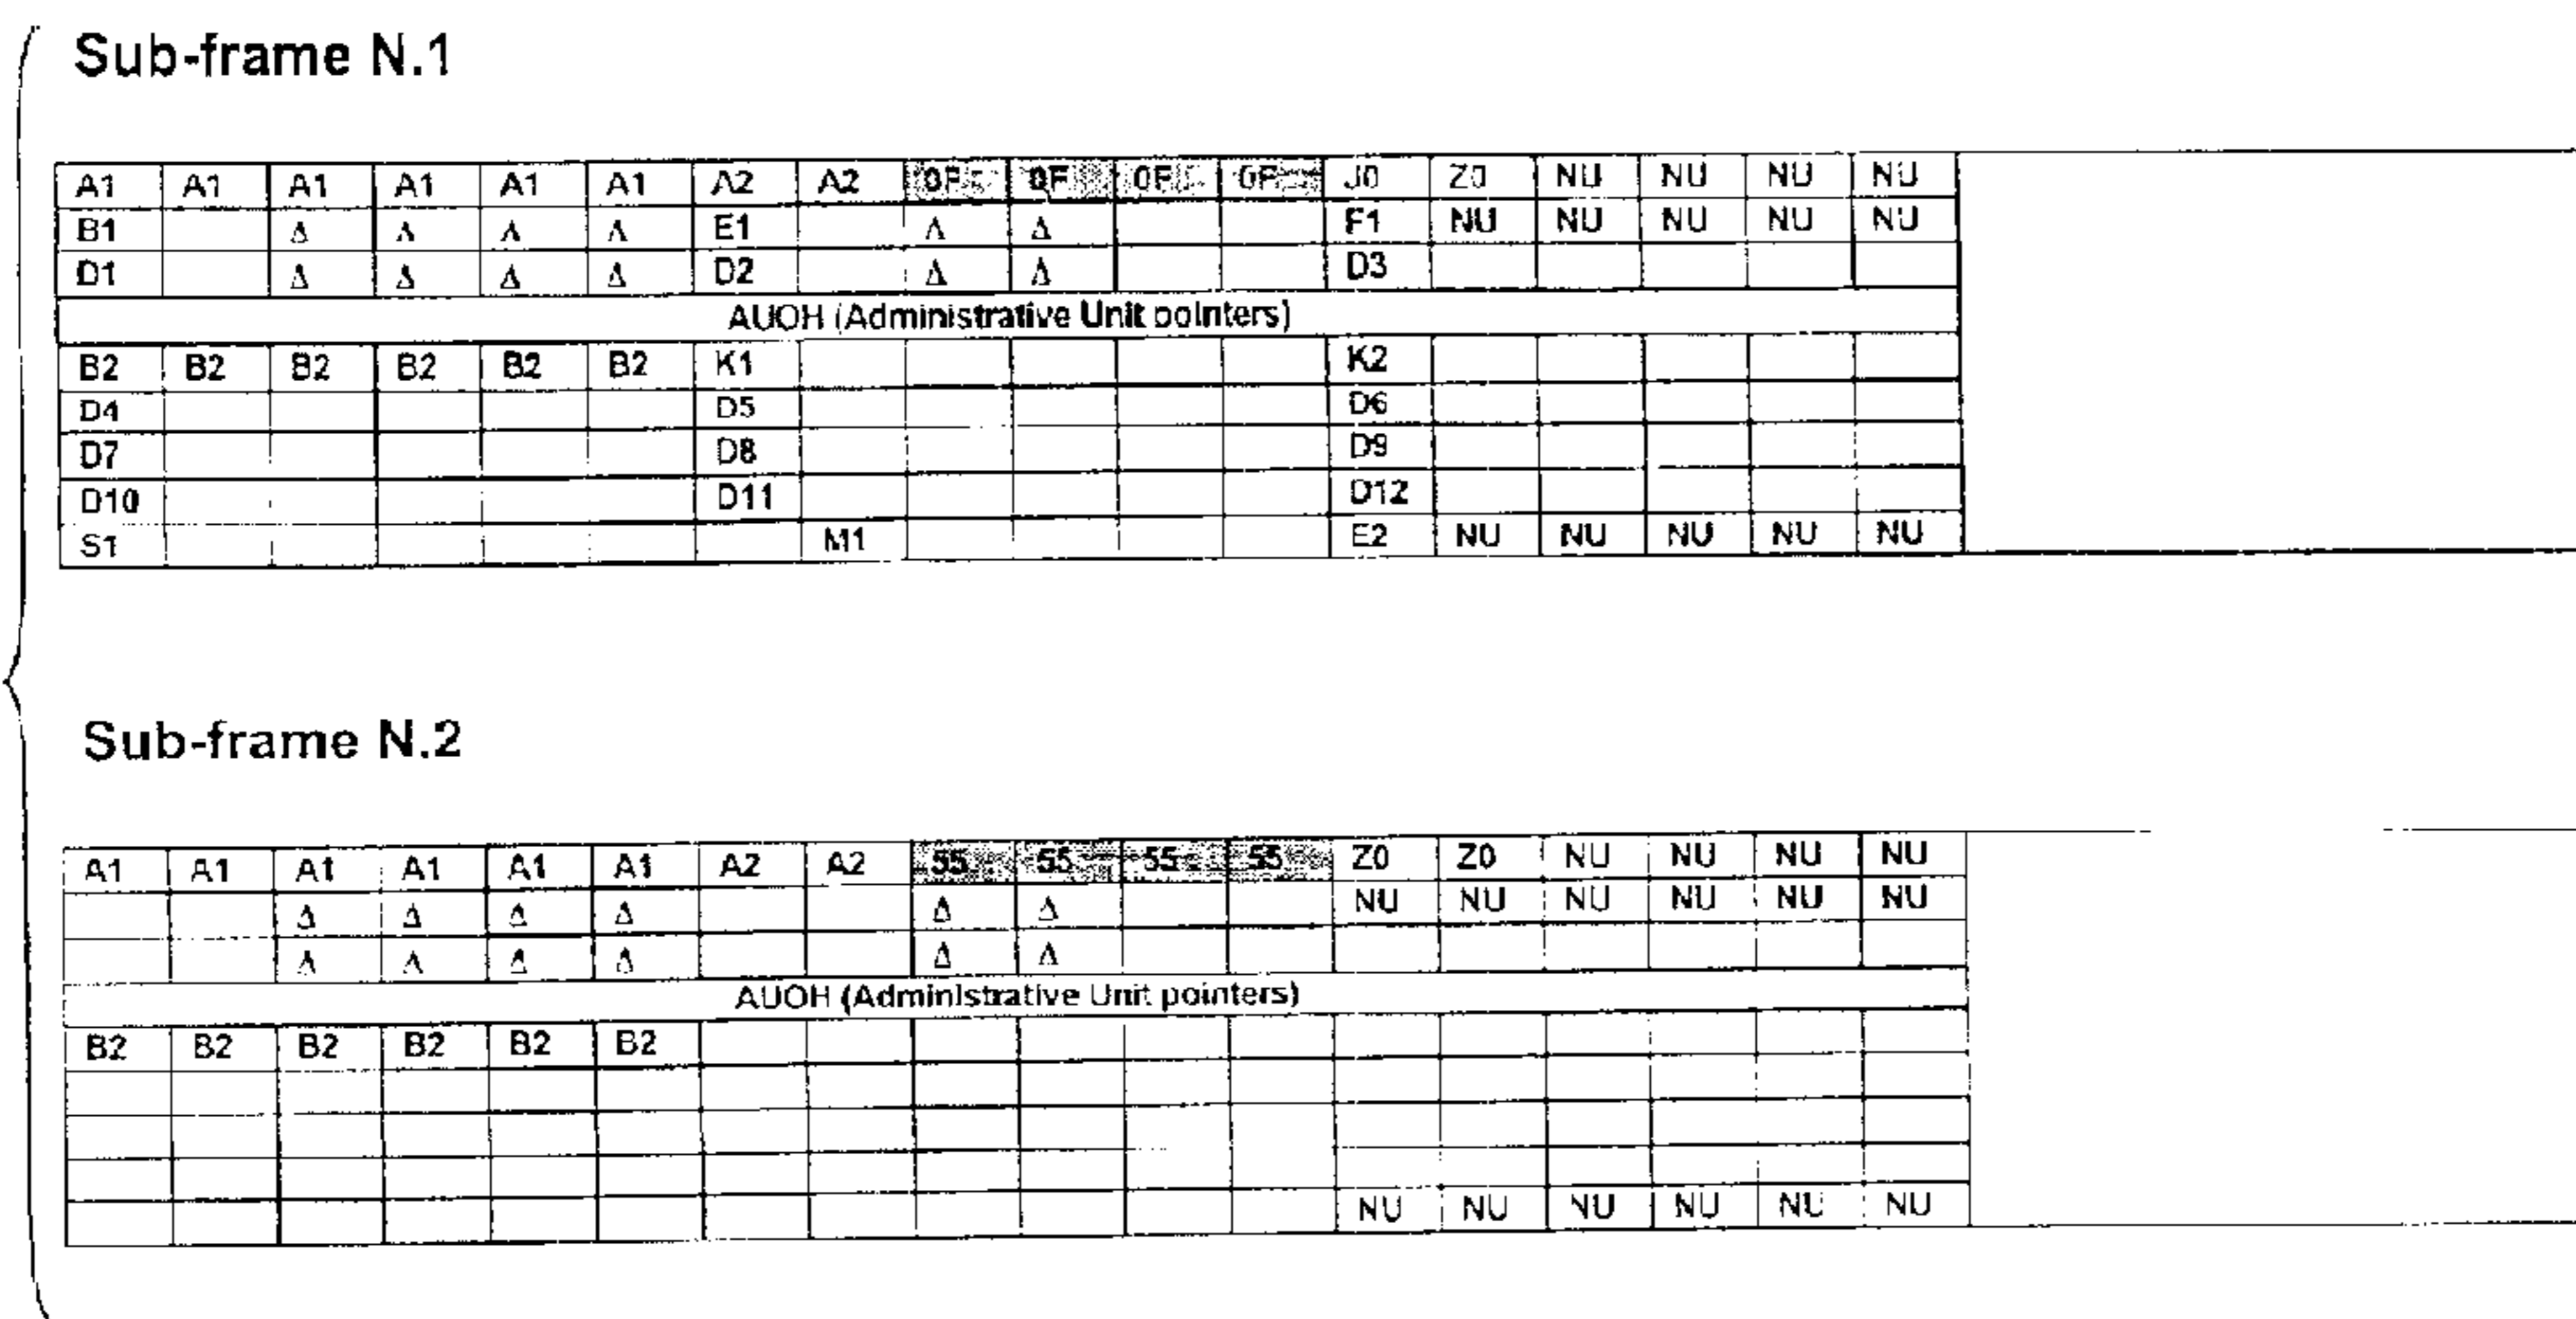 Sub-frame N.1
A1 A1 A1 A1 A1 A1 A2 A2 0F 0F 0F 0F J0 Z0 NU NU NU NU
B1 Δ Δ Δ Δ E1 Δ Δ F1 NU NU NU NU NU
D1 Δ Δ Δ Δ D2 Δ Δ D3
AUOH (Administrative Unit pointers)
B2 B2 B2 B2 B2 B2 K1 K2
D4 D5 D6
D7 D8 D9
D10 D11 D12
S1 M1 E2 NU NU NU NU NU
Sub-frame N.2
A1 A1 A1 A1 A1 A1 A2 A2 55 55 55 55 Z0 Z0 NU NU NU NU
Δ Δ Δ Δ Δ Δ NU NU NU NU NU NU
Δ Δ Δ Δ Δ Δ
AUOH (Administrative Unit pointers)
B2 B2 B2 B2 B2 B2
NU NU NU NU NU NU